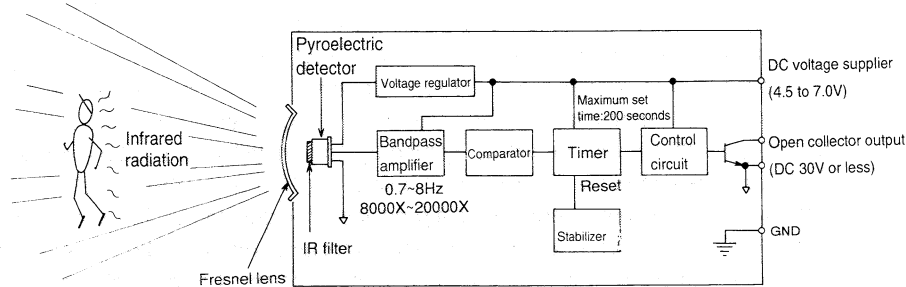 Pyroelectric
detector
Voltage regulator
DC voltage supplier
(4.5 to 7.0V)
Maximum set
time:200 seconds
Infrared
radiation
Bandpass
amplifier
Comparator
Timer
Control
circuit
Open collector output
(DC 30V or less)
0.7~8Hz
8000X~20000X
Reset
Stabilizer
GND
IR filter
Fresnel lens